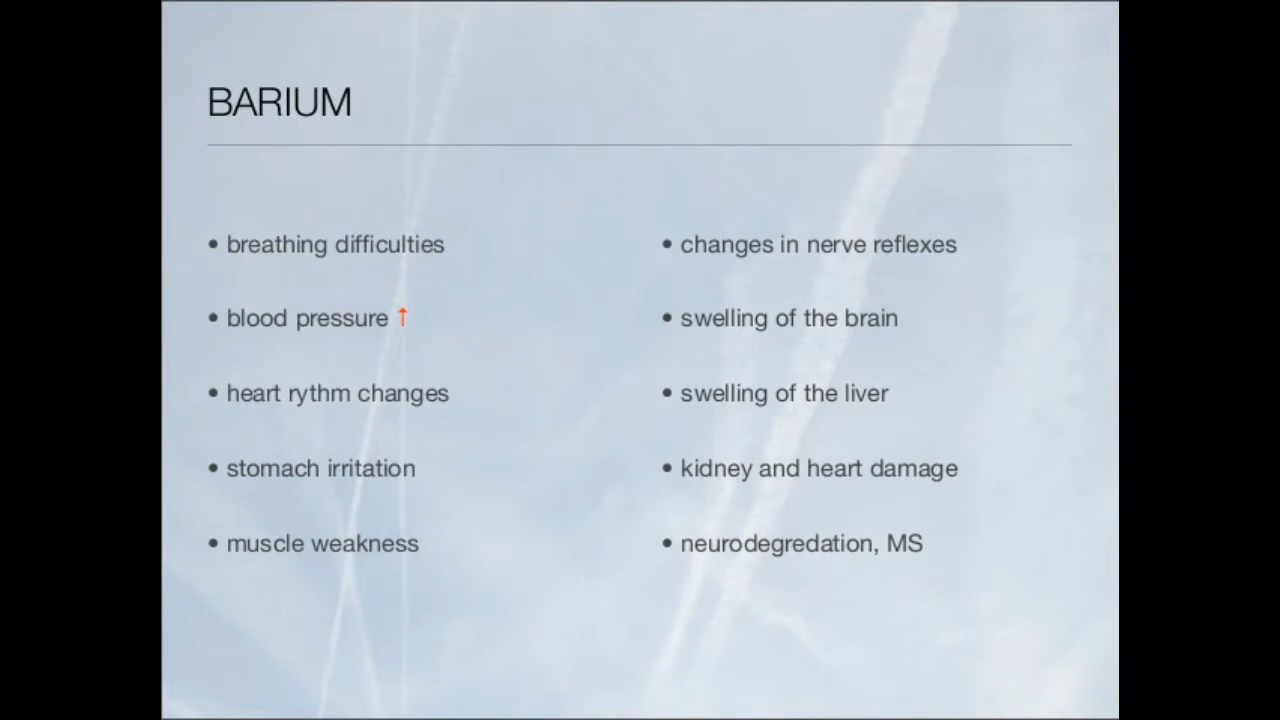 BARIUM
• breathing difficulties
• blood pressure ↑
• heart rythm changes
• stomach irritation
• muscle weakness
• changes in nerve reflexes
• swelling of the brain
• swelling of the liver
• kidney and heart damage
• neurodegredation, MS